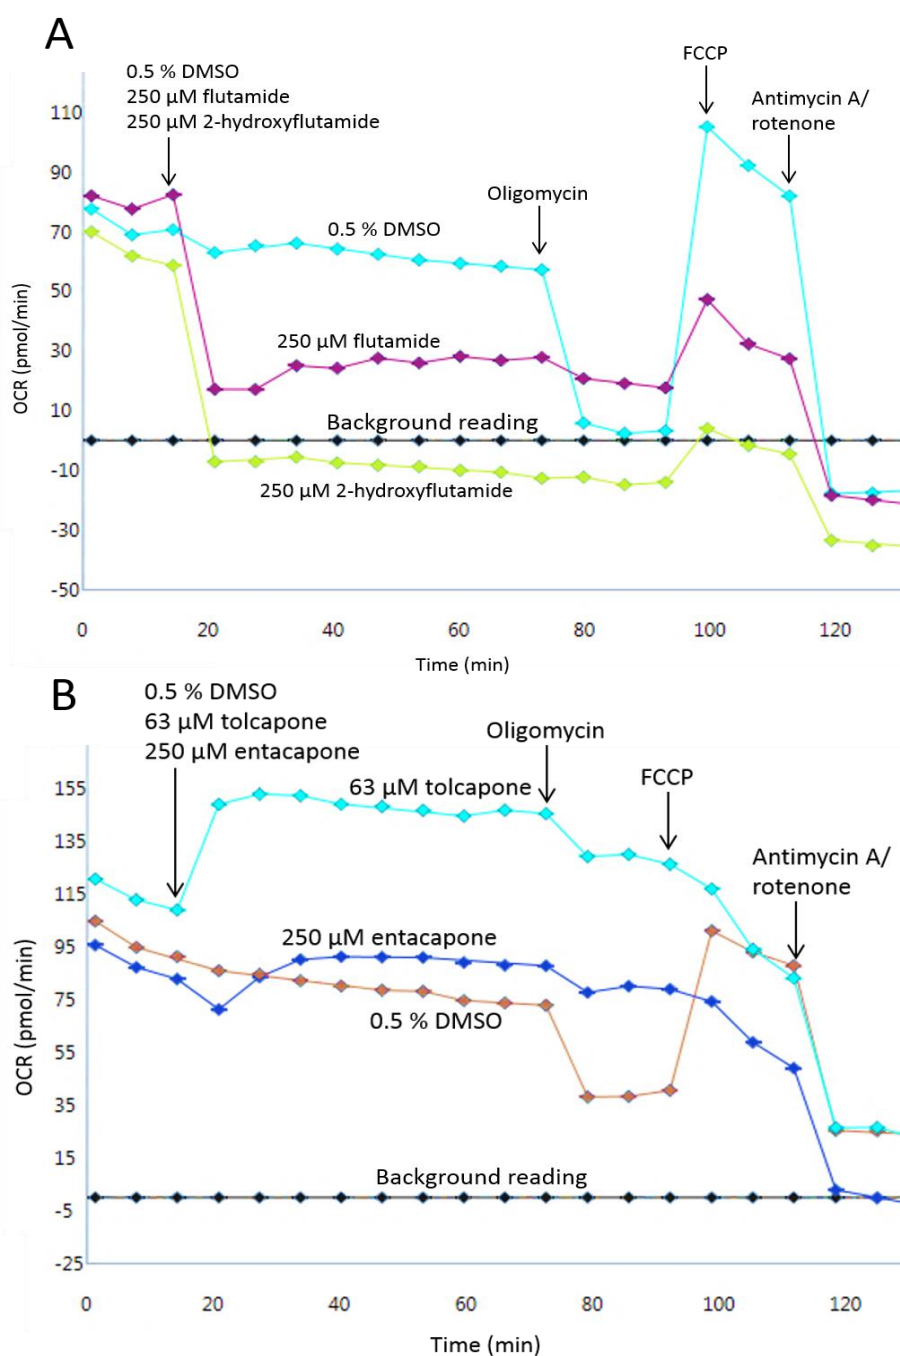 A
0.5 % DMSO
250 µM flutamide
250 µM 2-hydroxyflutamide
FCCP
Antimycin A/
rotenone
Oligomycin
0.5 % DMSO
250 µM flutamide
Background reading
250 µM 2-hydroxyflutamide
OCR (pmol/min)
110
90
70
50
30
10
-10
-30
-50
0 20 40 60 80 100 120
Time (min)
B
0.5 % DMSO
63 µM tolcapone
250 µM entacapone
Oligomycin
63 µM tolcapone
FCCP
Antimycin A/
rotenone
250 µM entacapone
0.5 % DMSO
Background reading
OCR (pmol/min)
155
135
115
95
75
55
35
15
-5
-25
0 20 40 60 80 100 120
Time (min)